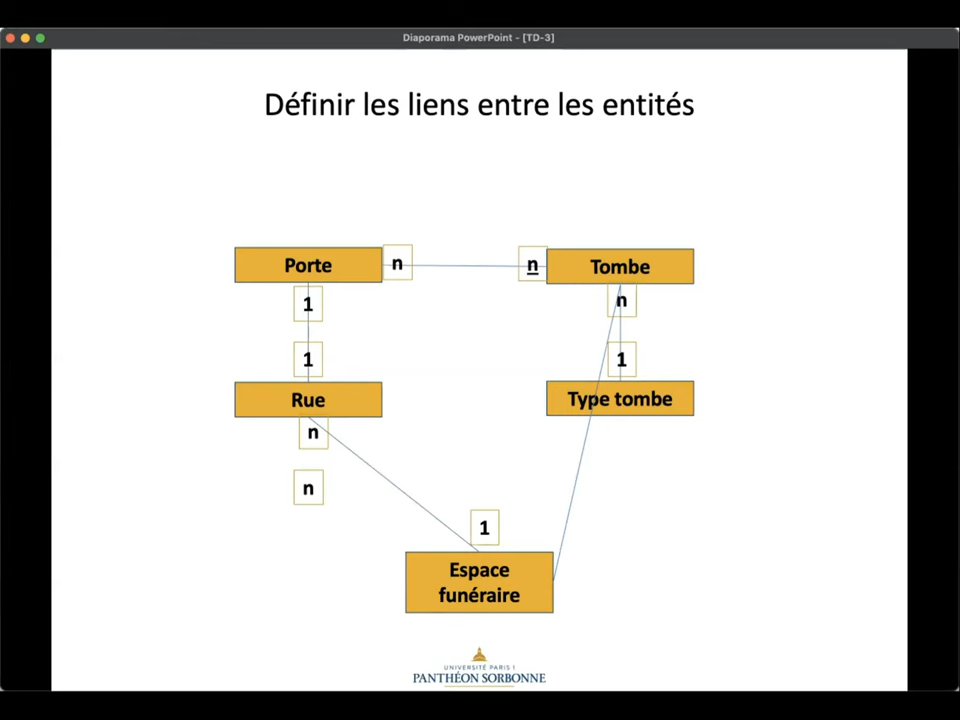 Diaporama PowerPoint - [TD-3]
Définir les liens entre les entités
Porte
n
n
Tombe
1
n
1
1
Rue
Type tombe
n
n
1
Espace
funéraire
UNIVERSITÉ PARIS 1
PANTHÉON SORBONNE